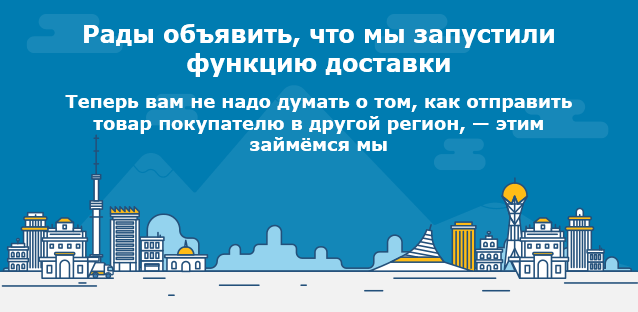 Рады объявить, что мы запустили
функцию доставки
Теперь вам не надо думать о том, как отправить
товар покупателю в другой регион, — этим
займёмся мы